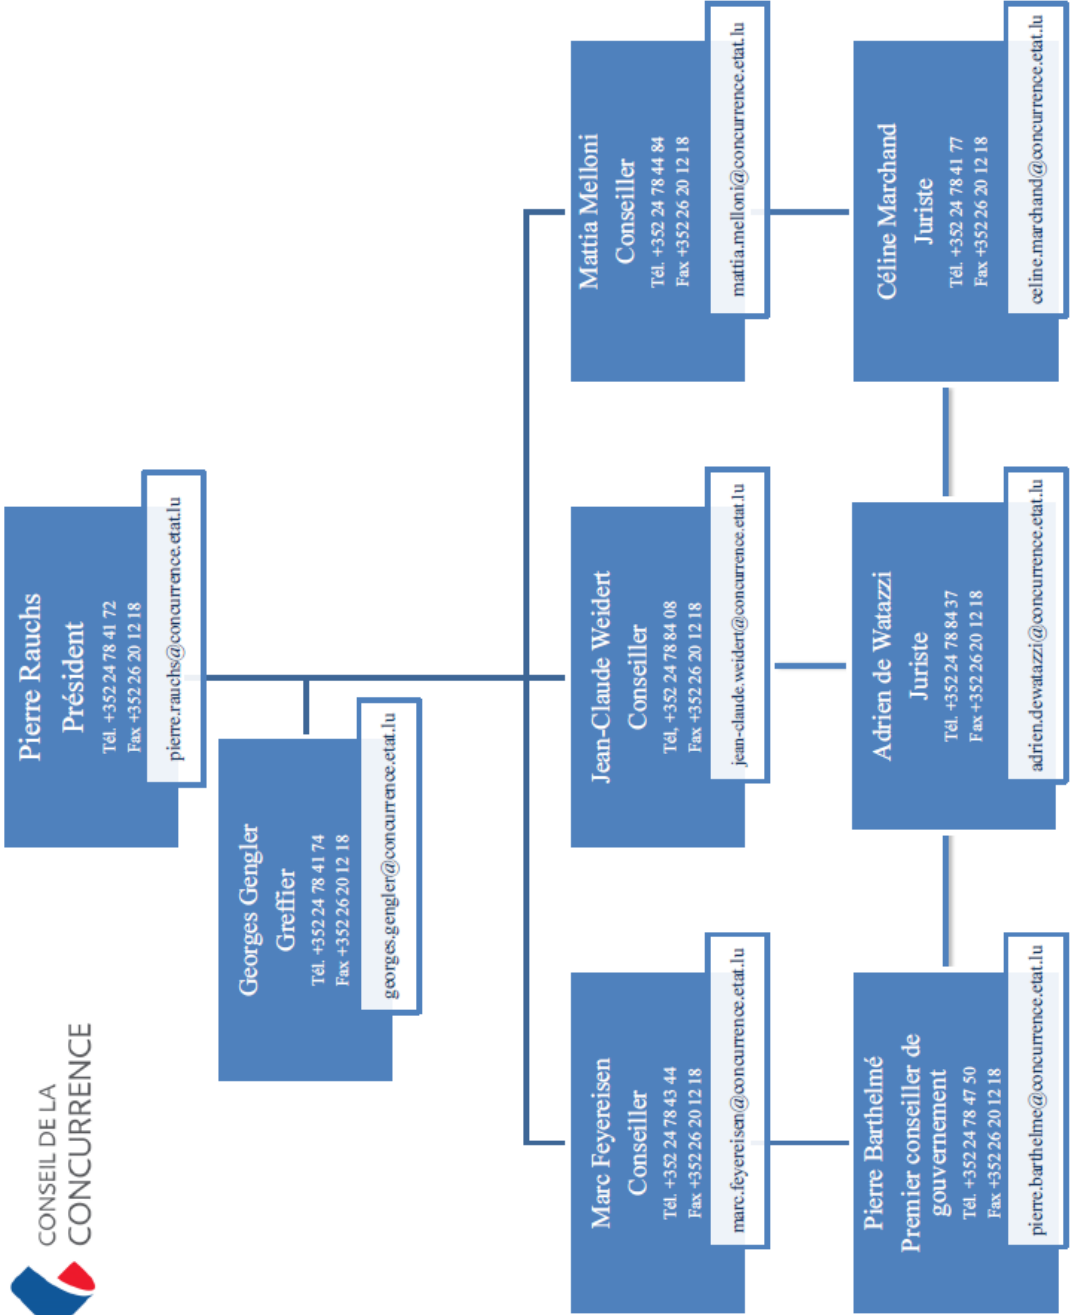 CONSEIL DE LA
CONCURRENCE
Pierre Rauchs
Président
Tél. +352 24 78 41 72
Fax +352 26 20 12 18
pierre.rauchs@concurrence.etat.lu
Georges Gengler
Greffier
Tél. +352 24 78 41 74
Fax +352 26 20 12 18
georges.gengler@concurrence.etat.lu
Marc Feyereisen
Conseiller
Tél. +352 24 78 43 44
Fax +352 26 20 12 18
marc.feyereisen@concurrence.etat.lu
Jean-Claude Weidert
Conseiller
Tél, +352 24 78 84 08
Fax +352 26 20 12 18
jean-claude.weidert@concurrence.etat.lu
Mattia Melloni
Conseiller
Tél. +352 24 78 44 84
Fax +352 26 20 12 18
mattia.melloni@concurrence.etat.lu
Pierre Barthelmé
Premier conseiller de
gouvernement
Tél. +352 24 78 47 50
Fax +352 26 20 12 18
pierre.barthelme@concurrence.etat.lu
Adrien de Watazzi
Juriste
Tél. +352 24 78 84 37
Fax +352 26 20 12 18
adrien.dewatazzi@concurrence.etat.lu
Céline Marchand
Juriste
Tél. +352 24 78 41 77
Fax +352 26 20 12 18
celine.marchand@concurrence.etat.lu